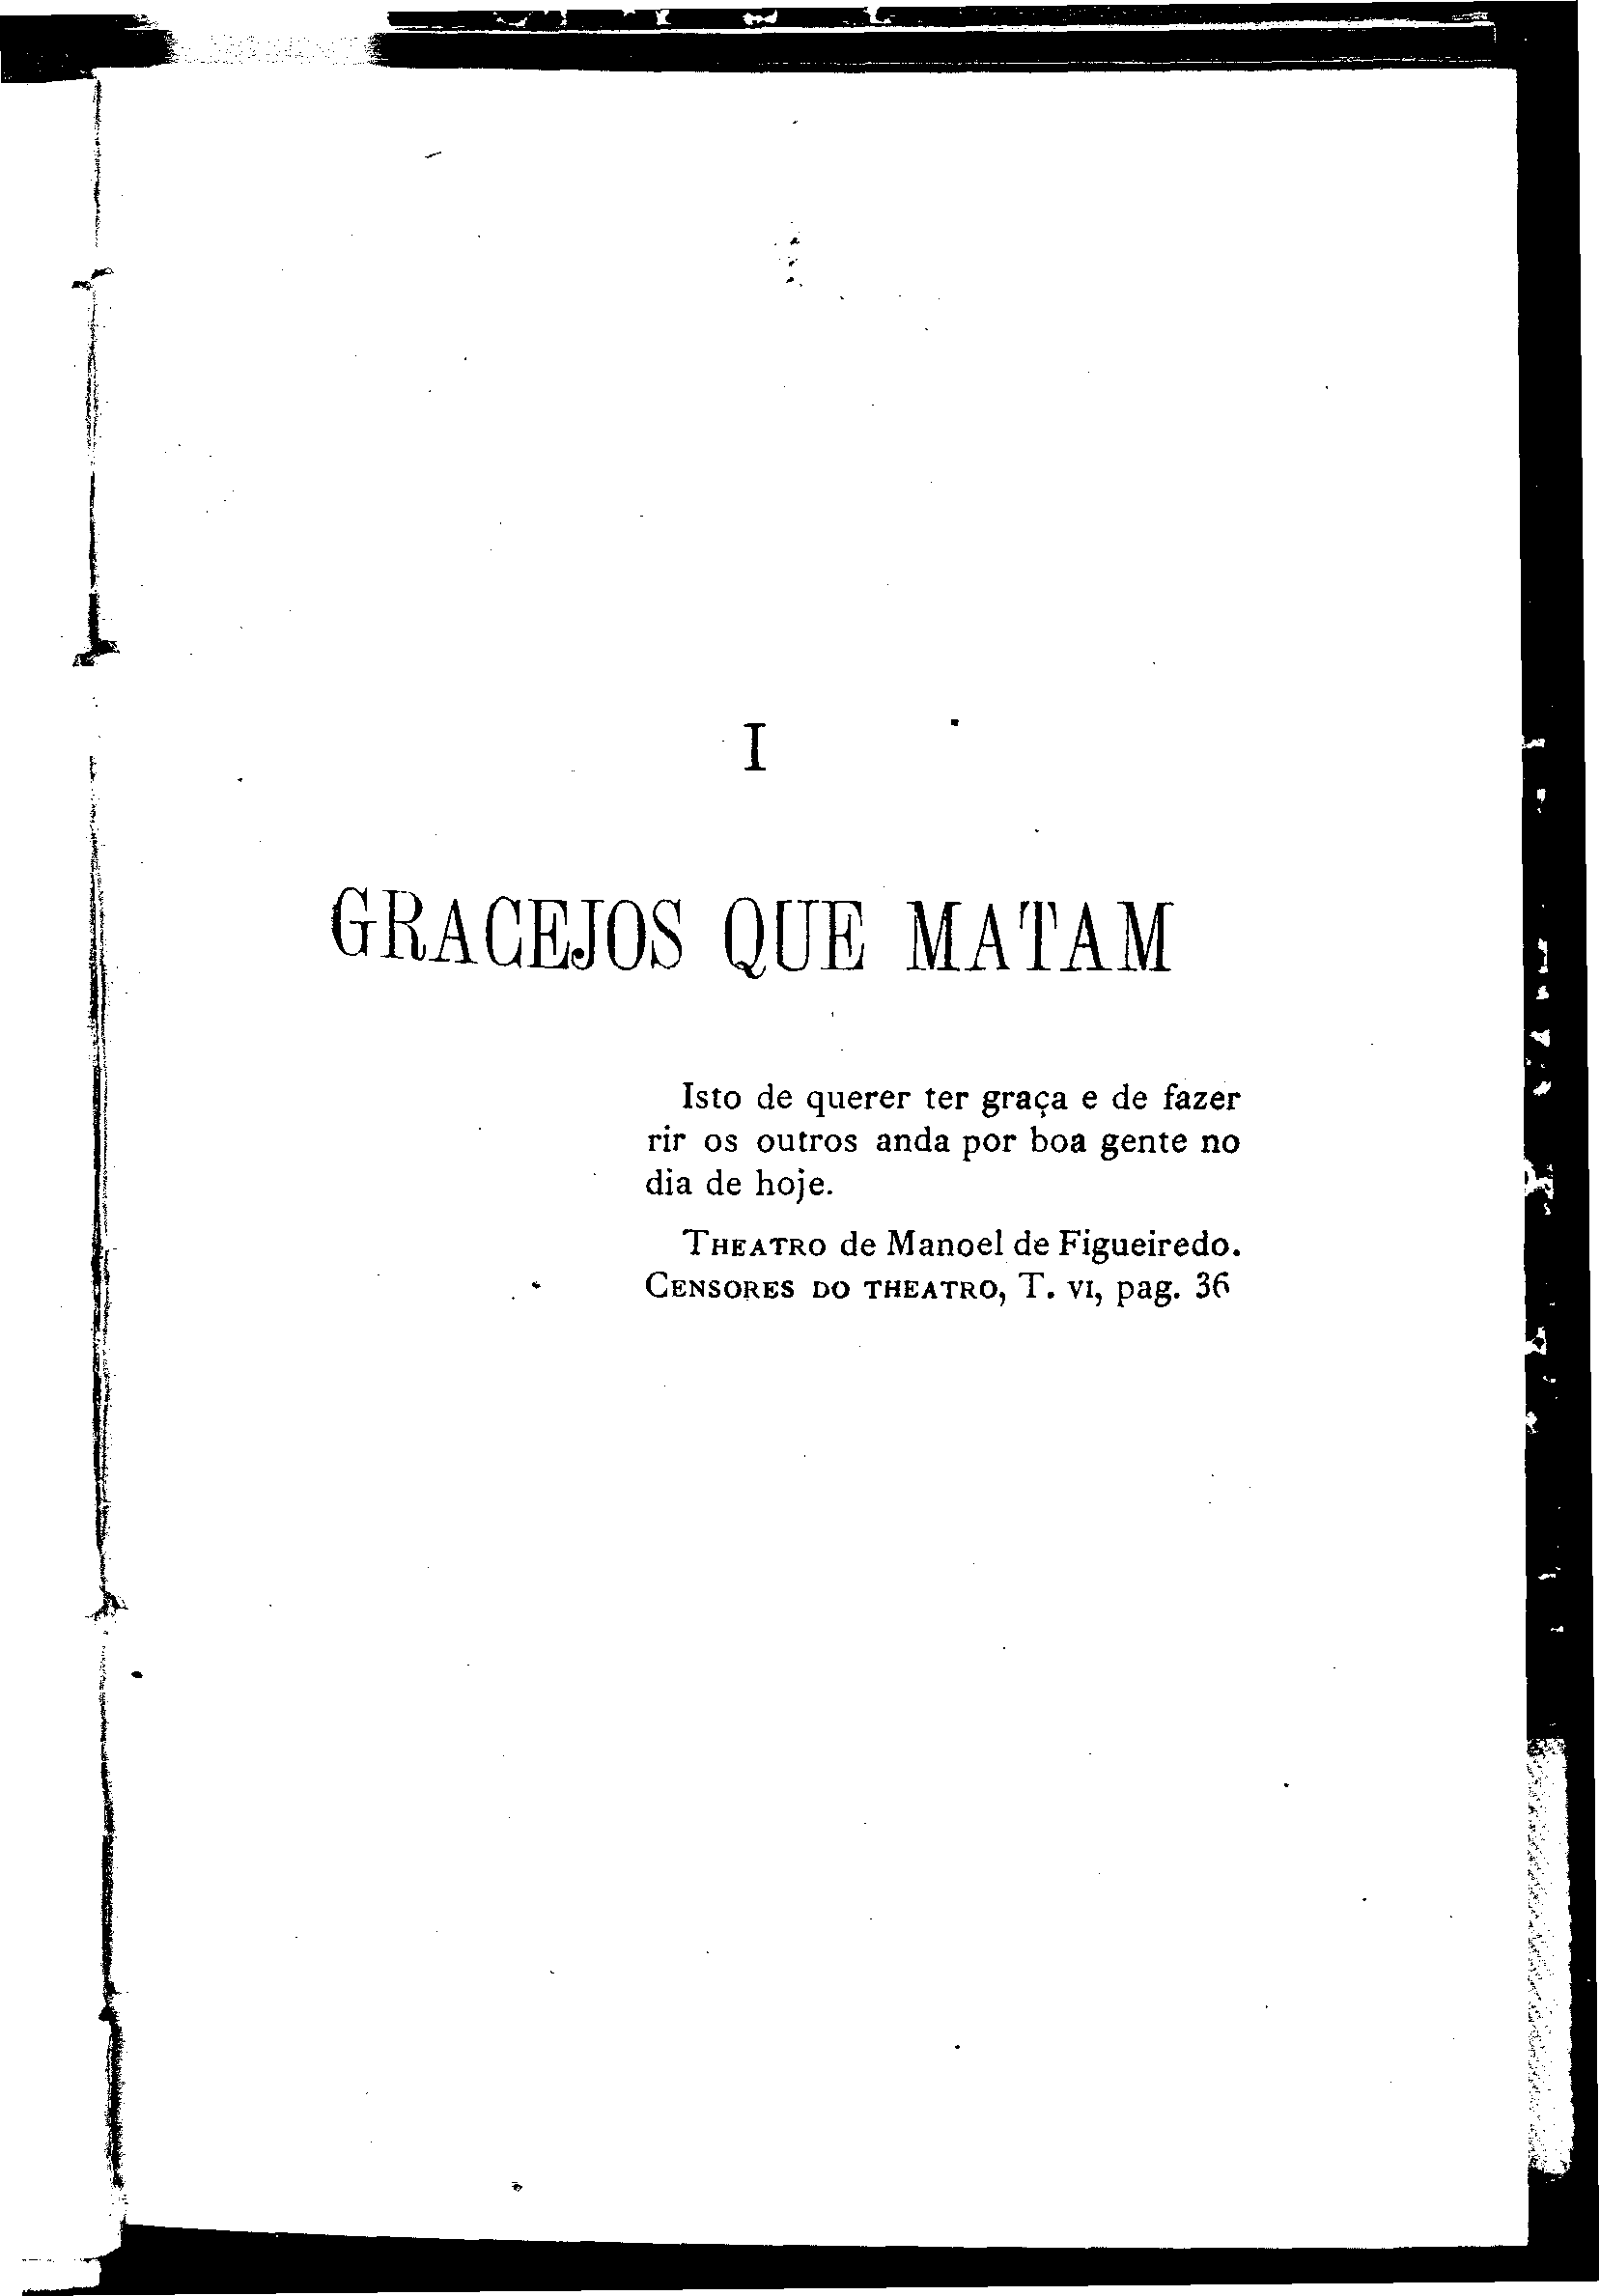 I
GRACEJOS QUE MATAM
Isto de querer ter graça e de fazer
rir os outros anda por boa gente no
dia de hoje.
THEATRO de Manoel de Figueiredo.
CENSORES DO THEATRO, T. VI, pag. 36